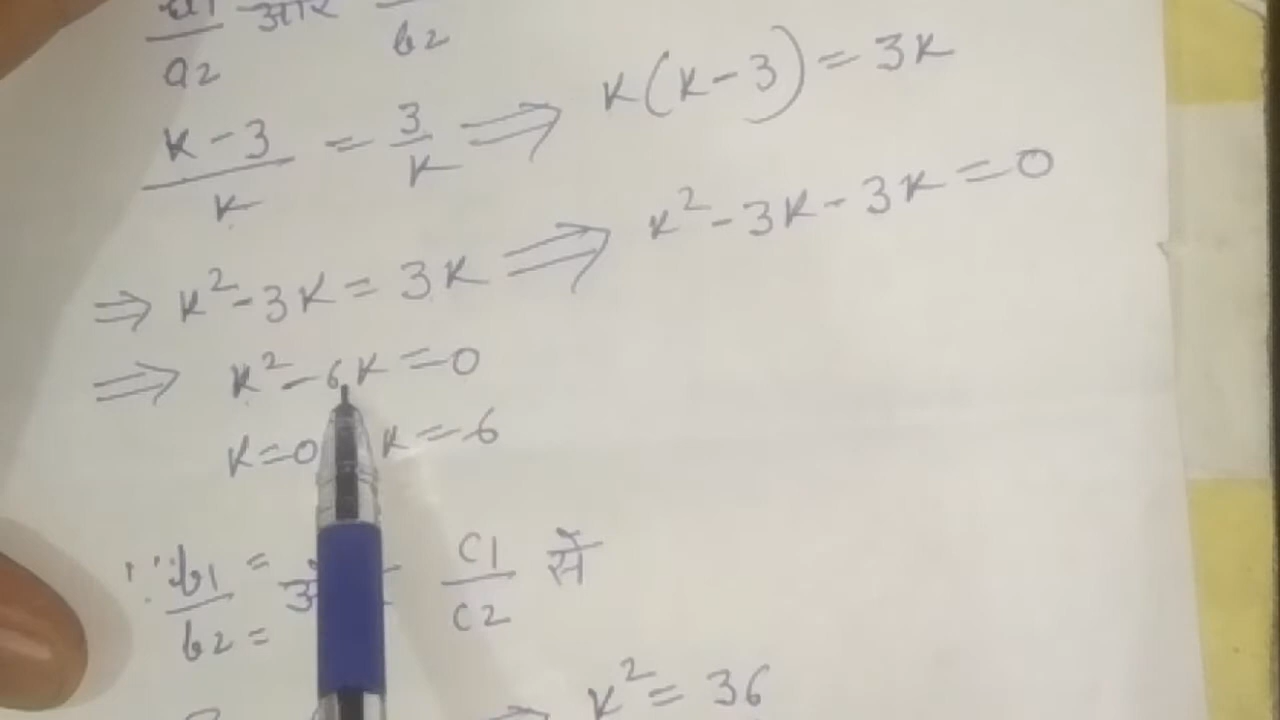 a2 और b2
k-3/k = 3/k ⇒ k(k-3) = 3k
⇒ k²-3k = 3k ⇒ k²-3k-3k=0
⇒ k²-6k=0
k=0 k=6
∵ b1/b2 = C1/C2 से
k² = 36